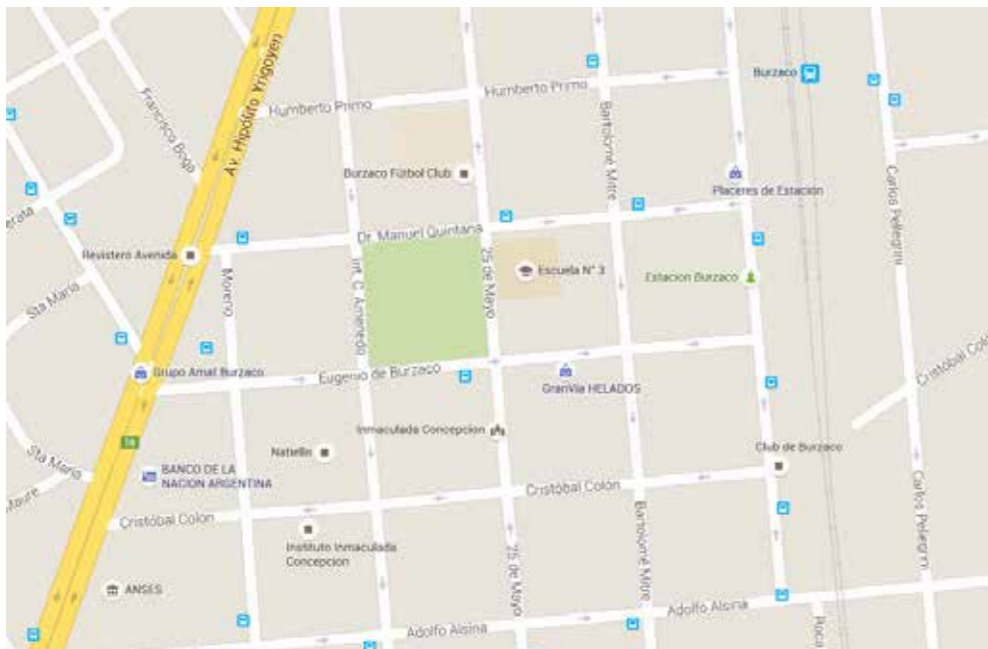 Humberto Primo
Humberto Primo
Burzaco
Francisco Boga
Av. Hipólito Yrigoyen
Bartolomé Mitre
Burzaco Fútbol Club
Placeres de Estación
Carlos Pellegrini
erata
Dr. Manuel Quintana
Revistero Avenida
25 de Mayo
Escuela N° 3
Estacion Burzaco
Sta María
Moreno
Int. C. Amenedo
Grupo Amat Burzaco
Eugenio de Burzaco
GranVia HELADOS
Cristóbal Colón
Inmaculada Concepcion
Club de Burzaco
Sta María
Natiellis
BANCO DE LA
NACION ARGENTINA
Maure
Cristóbal Colón
Cristóbal Colón
Bartolomé Mitre
Carlos Pellegrini
Instituto Inmaculada
Concepcion
25 de Mayo
ANSES
Adolfo Alsina
Adolfo Alsina
Roca